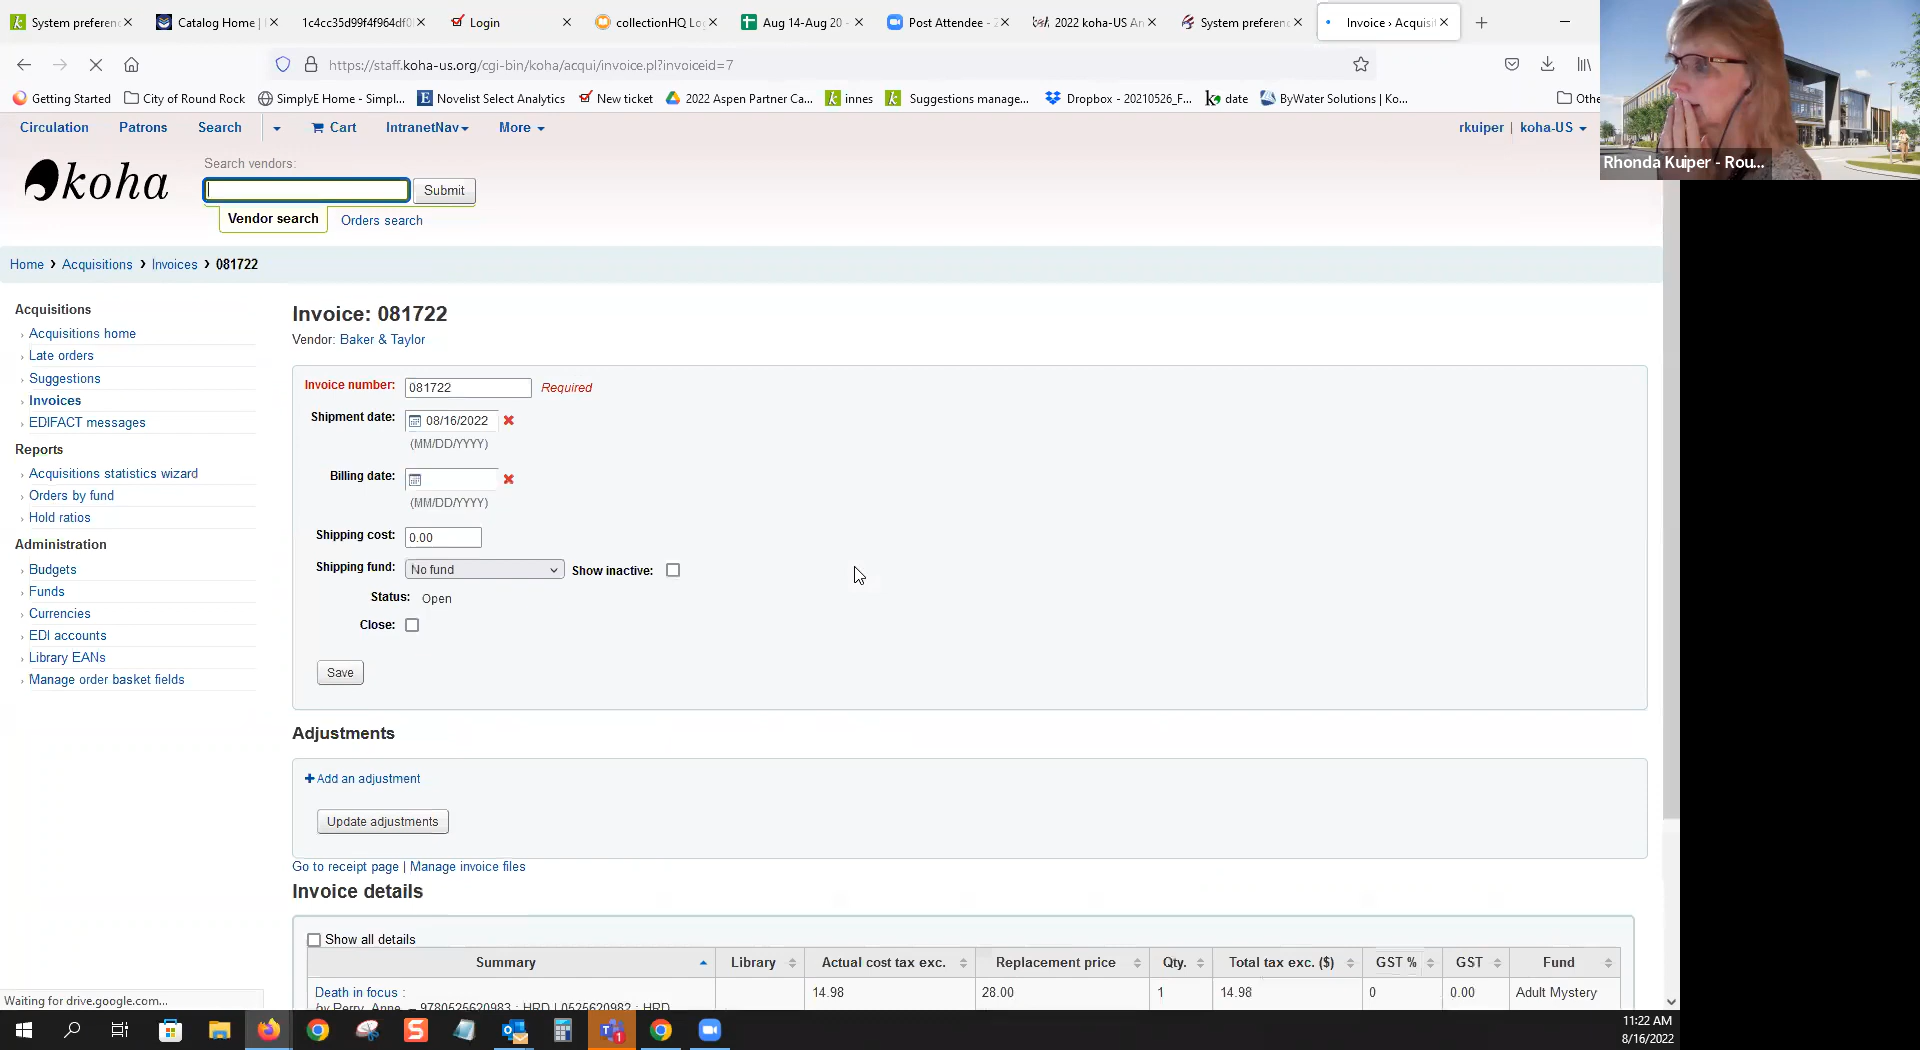 System preferenc
Catalog Home |
1c4cc35d99f4f964df0
Login
collectionHQ Lo
Aug 14-Aug 20 -
Post Attendee - Z
2022 koha-US An
System preferenc
Invoice › Acquisit
https://staff.koha-us.org/cgi-bin/koha/acqui/invoice.pl?invoiceid=7
Getting Started
City of Round Rock
SimplyE Home - Simpl...
Novelist Select Analytics
New ticket
2022 Aspen Partner Ca...
innes
Suggestions manage...
Dropbox - 20210526_F...
date
ByWater Solutions | Ko...
Othe
Circulation Patrons Search Cart IntranetNav More rkuiper | koha-US
Rhonda Kuiper - Rou...
koha
Search vendors:
Submit
Vendor search Orders search
Home › Acquisitions › Invoices › 081722
Acquisitions
Acquisitions home
Late orders
Suggestions
Invoices
EDIFACT messages
Reports
Acquisitions statistics wizard
Orders by fund
Hold ratios
Administration
Budgets
Funds
Currencies
EDI accounts
Library EANs
Manage order basket fields
Invoice: 081722
Vendor: Baker & Taylor
Invoice number: 081722 Required
Shipment date: 08/16/2022
(MM/DD/YYYY)
Billing date:
(MM/DD/YYYY)
Shipping cost: 0.00
Shipping fund: No fund Show inactive:
Status: Open
Close:
Save
Adjustments
Add an adjustment
Update adjustments
Go to receipt page | Manage invoice files
Invoice details
Show all details
Summary Library Actual cost tax exc. Replacement price Qty. Total tax exc. ($) GST % GST Fund
Death in focus : 14.98 28.00 1 14.98 0 0.00 Adult Mystery
by Perry, Anne. – 9780525620983 : HRD | 0525620982 : HRD
Waiting for drive.google.com...
11:22 AM
8/16/2022